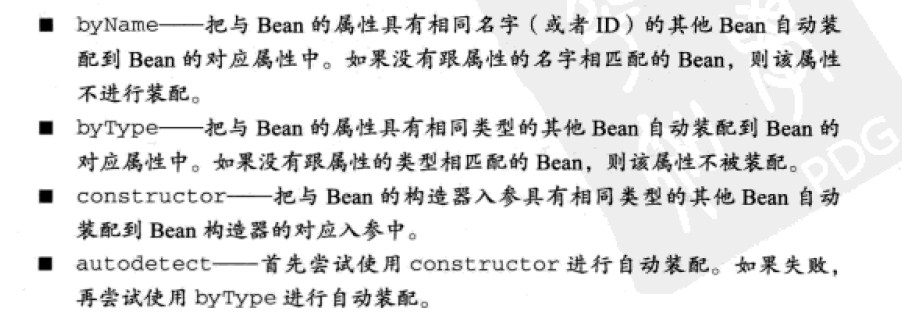 ■ byName——把与 Bean 的属性具有相同名字（或者 ID）的其他 Bean 自动装
配到 Bean 的对应属性中。如果没有跟属性的名字相匹配的 Bean，则该属性
不进行装配。
■ byType——把与 Bean 的属性具有相同类型的其他 Bean 自动装配到 Bean 的
对应属性中。如果没有跟属性的类型相匹配的 Bean，则该属性不被装配。
■ constructor——把与 Bean 的构造器入参具有相同类型的其他 Bean 自动
装配到 Bean 构造器的对应入参中。
■ autodetect——首先尝试使用 constructor 进行自动装配。如果失败，
再尝试使用 byType 进行自动装配。
PDG